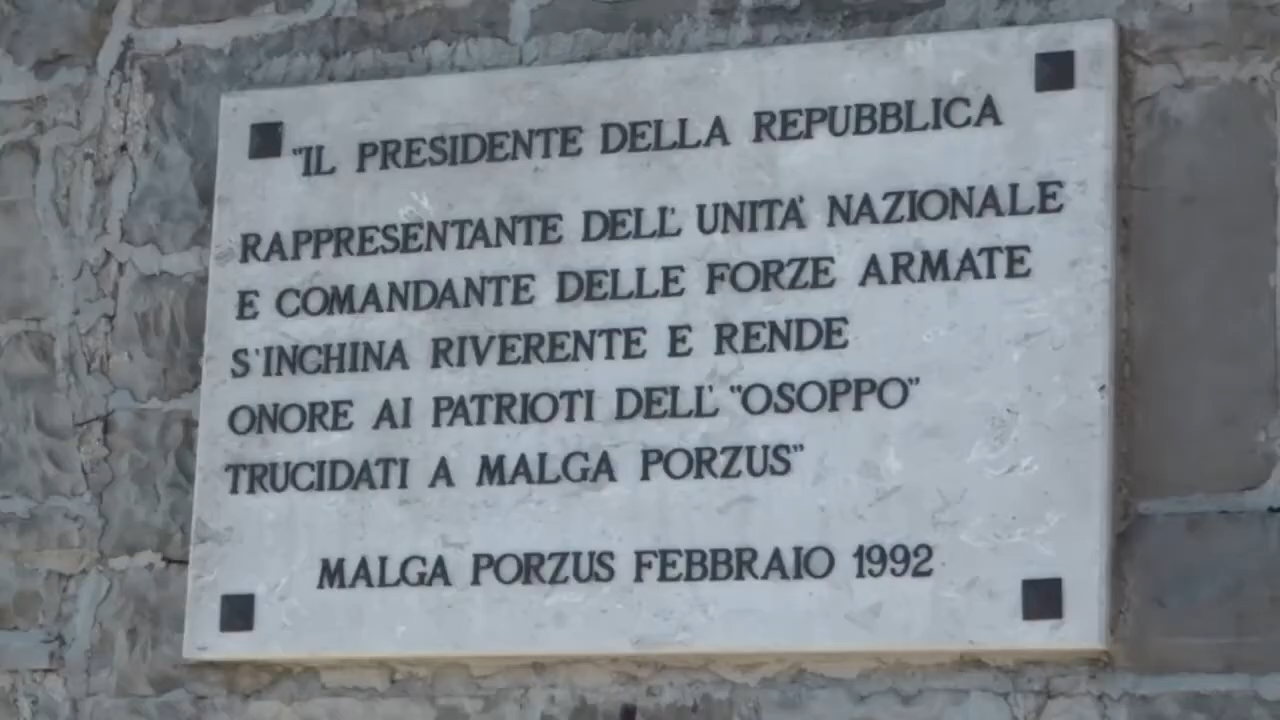 "IL PRESIDENTE DELLA REPUBBLICA
RAPPRESENTANTE DELL' UNITA' NAZIONALE
E COMANDANTE DELLE FORZE ARMATE
S'INCHINA RIVERENTE E RENDE
ONORE AI PATRIOTI DELL' "OSOPPO"
TRUCIDATI A MALGA PORZUS"
MALGA PORZUS FEBBRAIO 1992